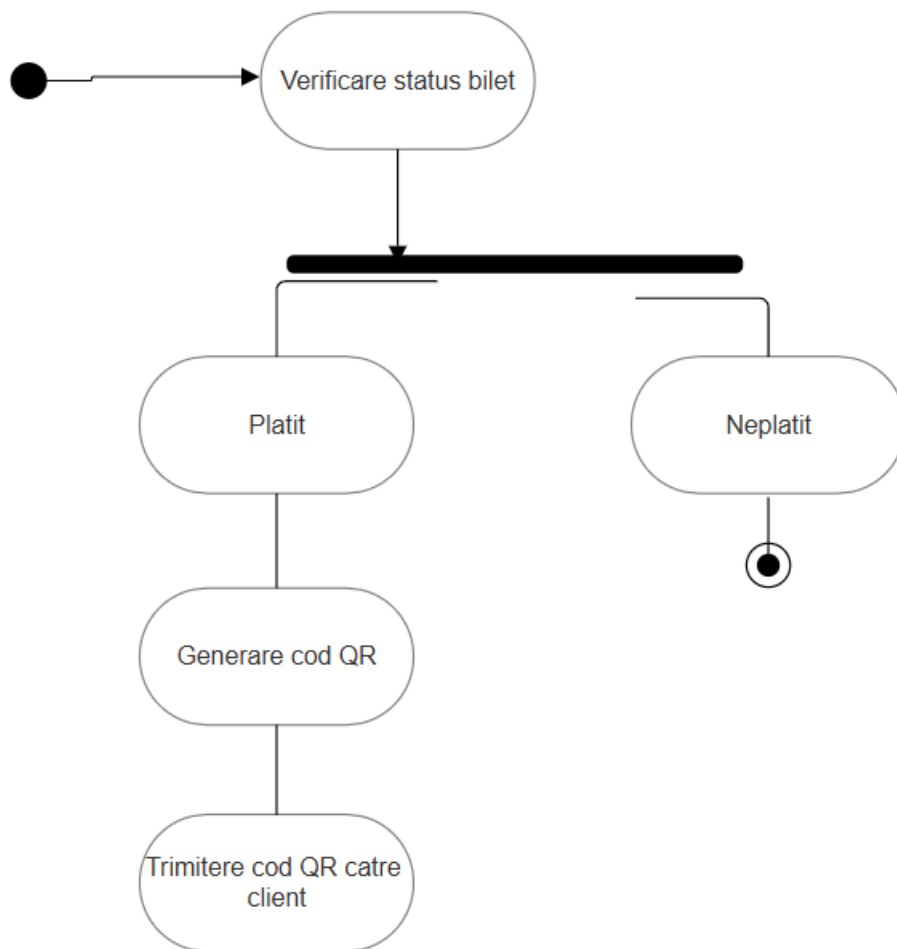 Verificare status bilet
Platit
Neplatit
Generare cod QR
Trimitere cod QR catre
client